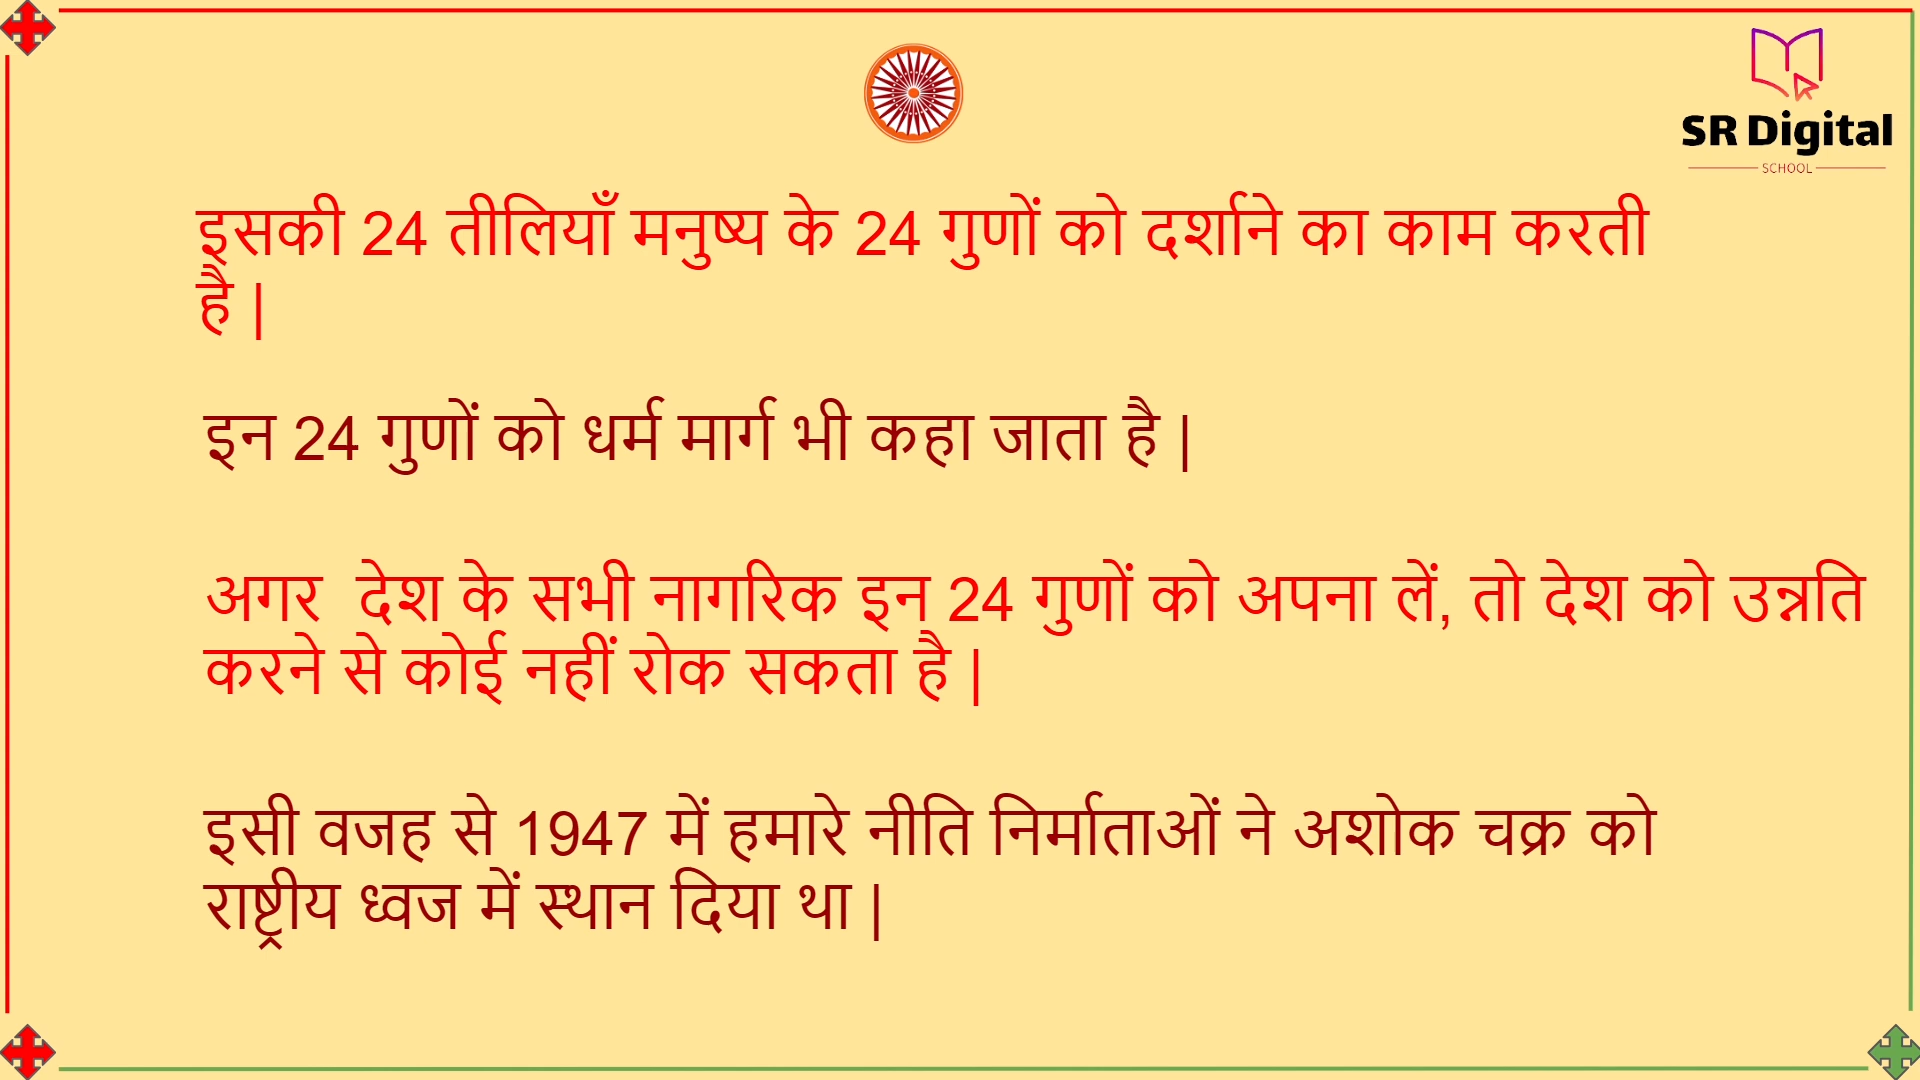 SR Digital
SCHOOL
इसकी 24 तीलियाँ मनुष्य के 24 गुणों को दर्शाने का काम करती
है |
इन 24 गुणों को धर्म मार्ग भी कहा जाता है |
अगर  देश के सभी नागरिक इन 24 गुणों को अपना लें, तो देश को उन्नति
करने से कोई नहीं रोक सकता है |
इसी वजह से 1947 में हमारे नीति निर्माताओं ने अशोक चक्र को
राष्ट्रीय ध्वज में स्थान दिया था |